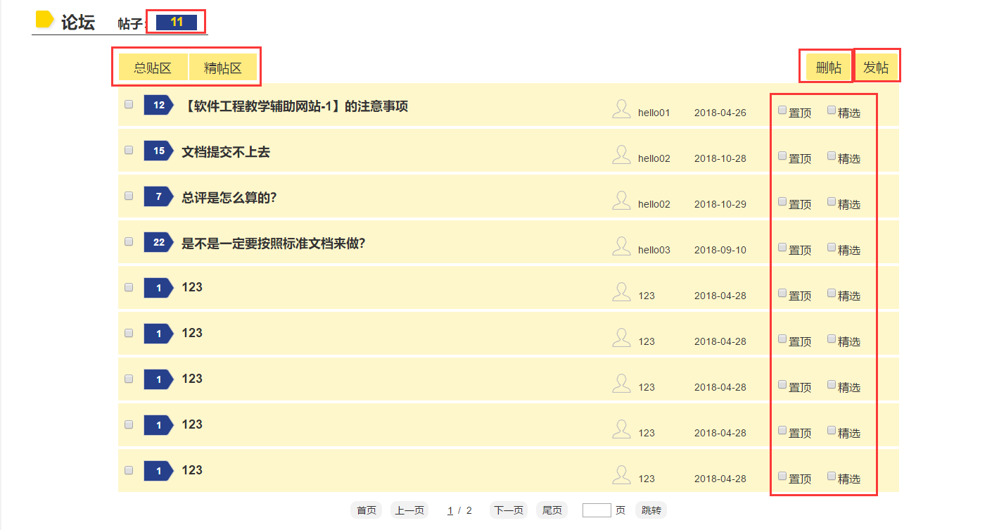 论坛 帖子: 11
总贴区 精帖区 删帖 发帖
12 【软件工程教学辅助网站-1】的注意事项 hello01 2018-04-26 置顶 精选
15 文档提交不上去 hello02 2018-10-28 置顶 精选
7 总评是怎么算的? hello02 2018-10-29 置顶 精选
22 是不是一定要按照标准文档来做? hello03 2018-09-10 置顶 精选
1 123 123 2018-04-28 置顶 精选
1 123 123 2018-04-28 置顶 精选
1 123 123 2018-04-28 置顶 精选
1 123 123 2018-04-28 置顶 精选
1 123 123 2018-04-28 置顶 精选
首页 上一页 1 / 2 下一页 尾页 页 跳转